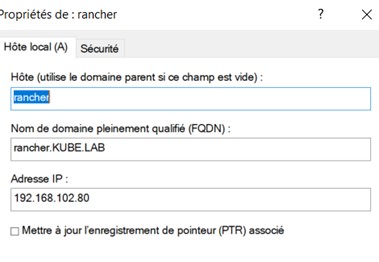 Propriétés de : rancher
?
Hôte local (A)
Sécurité
Hôte (utilise le domaine parent si ce champ est vide) :
rancher
Nom de domaine pleinement qualifié (FQDN) :
rancher.KUBE.LAB
Adresse IP :
192.168.102.80
Mettre à jour l'enregistrement de pointeur (PTR) associé